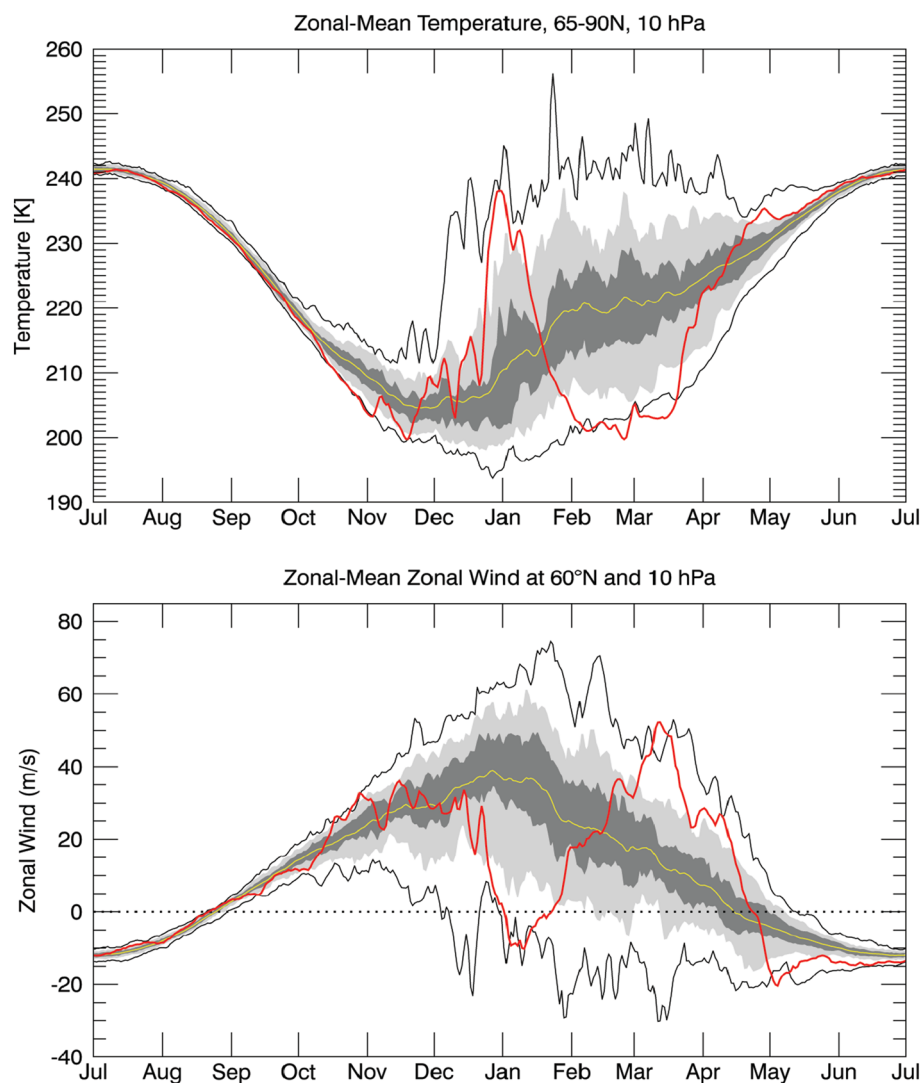 Zonal-Mean Temperature, 65-90N, 10 hPa
260
250
240
230
220
210
200
190
Temperature [K]
Jul Aug Sep Oct Nov Dec Jan Feb Mar Apr May Jun Jul
Zonal-Mean Zonal Wind at 60°N and 10 hPa
80
60
40
20
0
-20
-40
Zonal Wind (m/s)
Jul Aug Sep Oct Nov Dec Jan Feb Mar Apr May Jun Jul